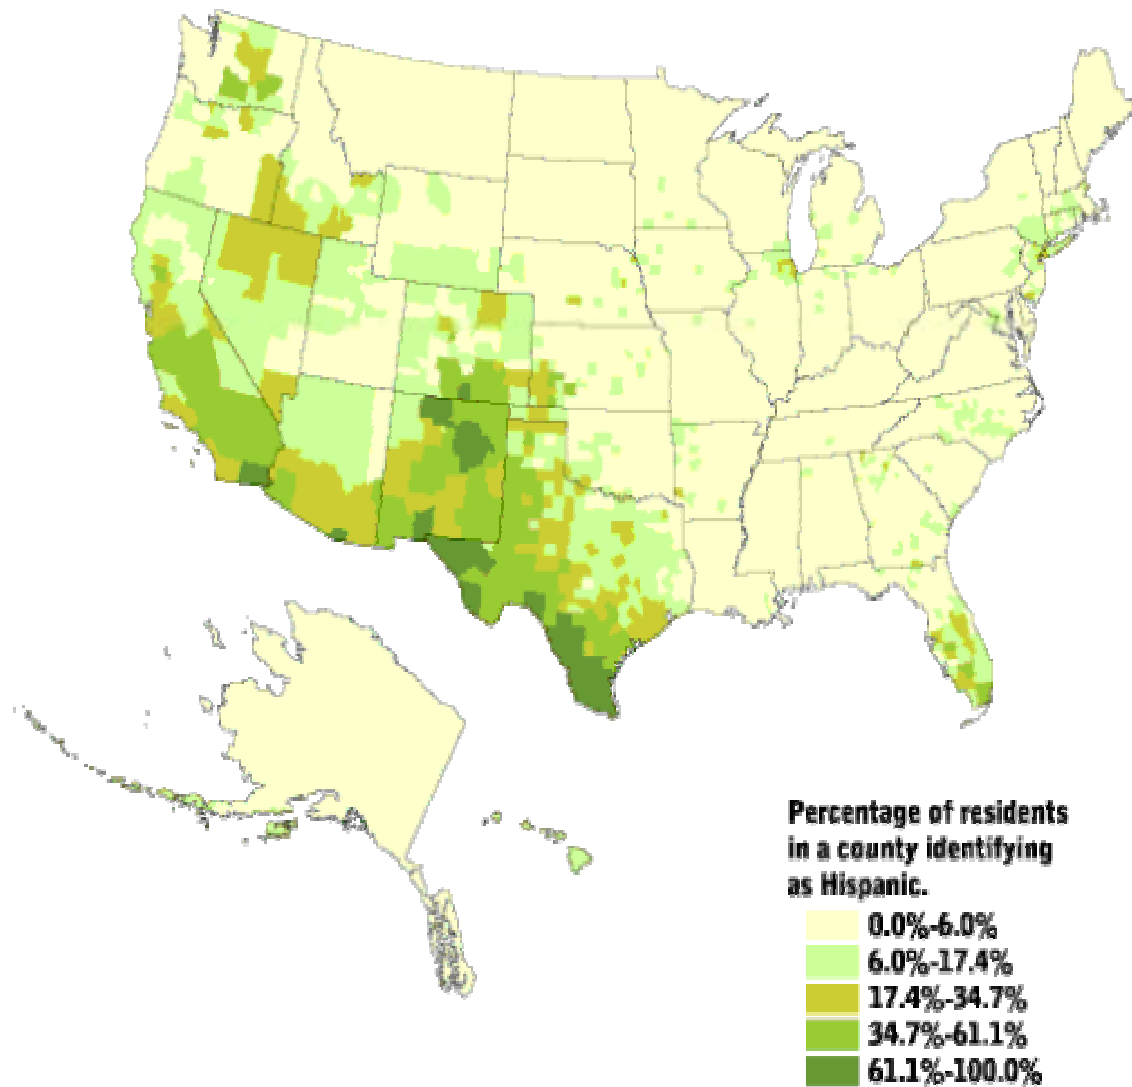 Percentage of residents
in a county identifying
as Hispanic.
0.0%-6.0%
6.0%-17.4%
17.4%-34.7%
34.7%-61.1%
61.1%-100.0%